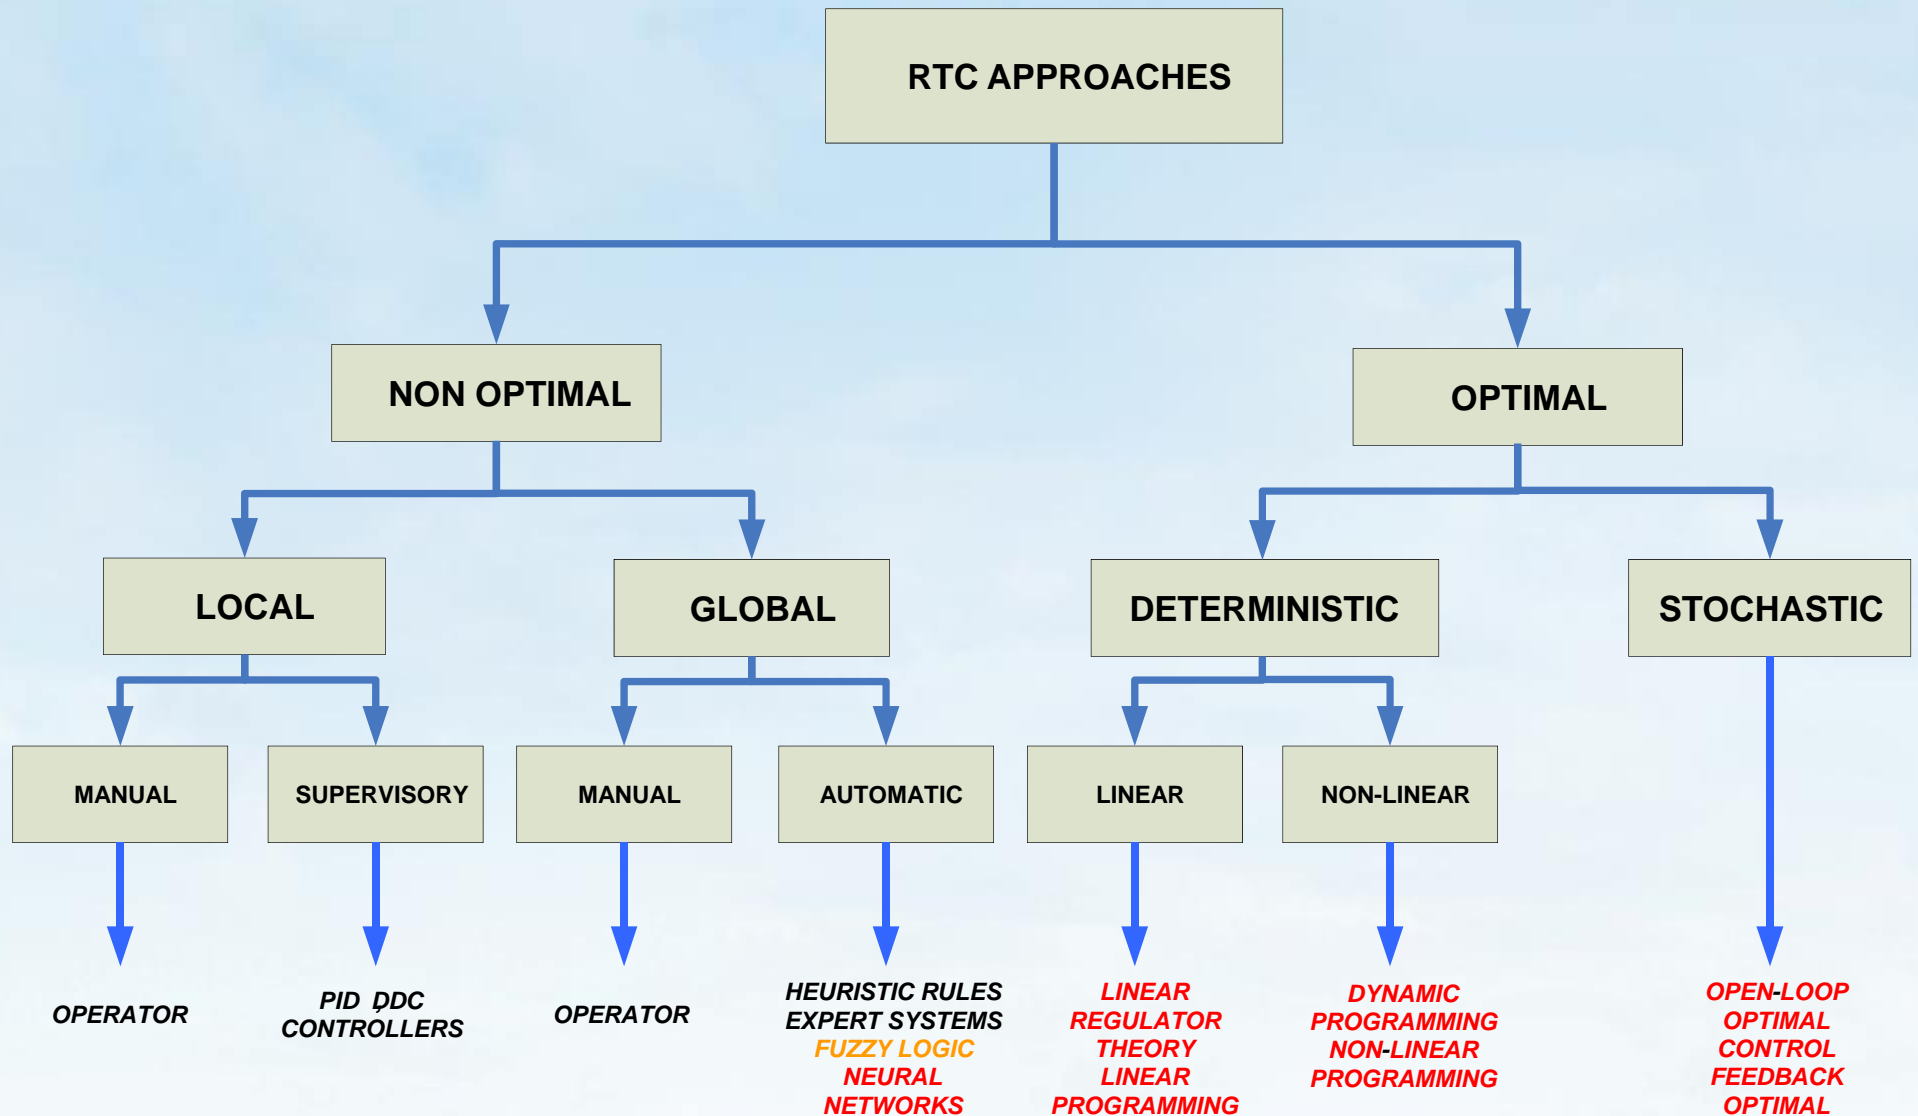 RTC APPROACHES
NON OPTIMAL
OPTIMAL
LOCAL
GLOBAL
DETERMINISTIC
STOCHASTIC
MANUAL
SUPERVISORY
MANUAL
AUTOMATIC
LINEAR
NON-LINEAR
OPERATOR
PID, DDC
CONTROLLERS
OPERATOR
HEURISTIC RULES
EXPERT SYSTEMS
FUZZY LOGIC
NEURAL
NETWORKS
LINEAR
REGULATOR
THEORY
LINEAR
PROGRAMMING
DYNAMIC
PROGRAMMING
NON-LINEAR
PROGRAMMING
OPEN-LOOP
OPTIMAL
CONTROL
FEEDBACK
OPTIMAL